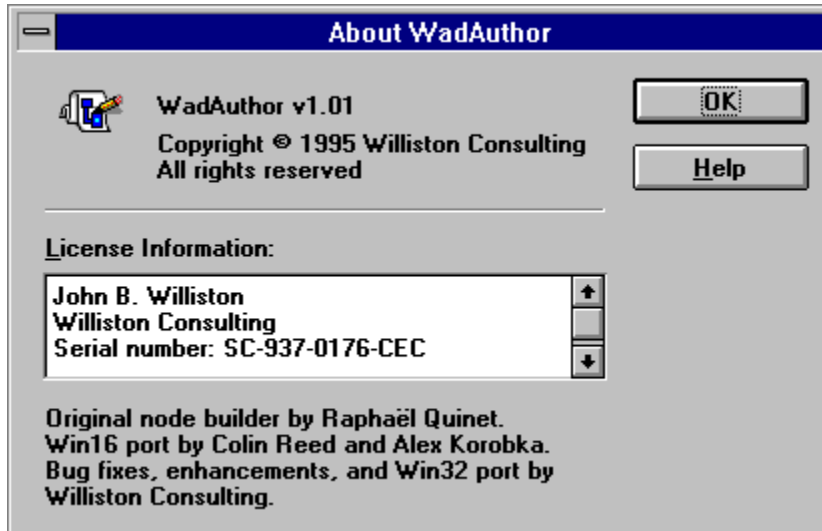 About WadAuthor
WadAuthor v1.01
Copyright © 1995 Williston Consulting
All rights reserved
OK
Help
License Information:
John B. Williston
Williston Consulting
Serial number: SC-937-0176-CEC
Original node builder by Raphaël Quinet.
Win16 port by Colin Reed and Alex Korobka.
Bug fixes, enhancements, and Win32 port by
Williston Consulting.